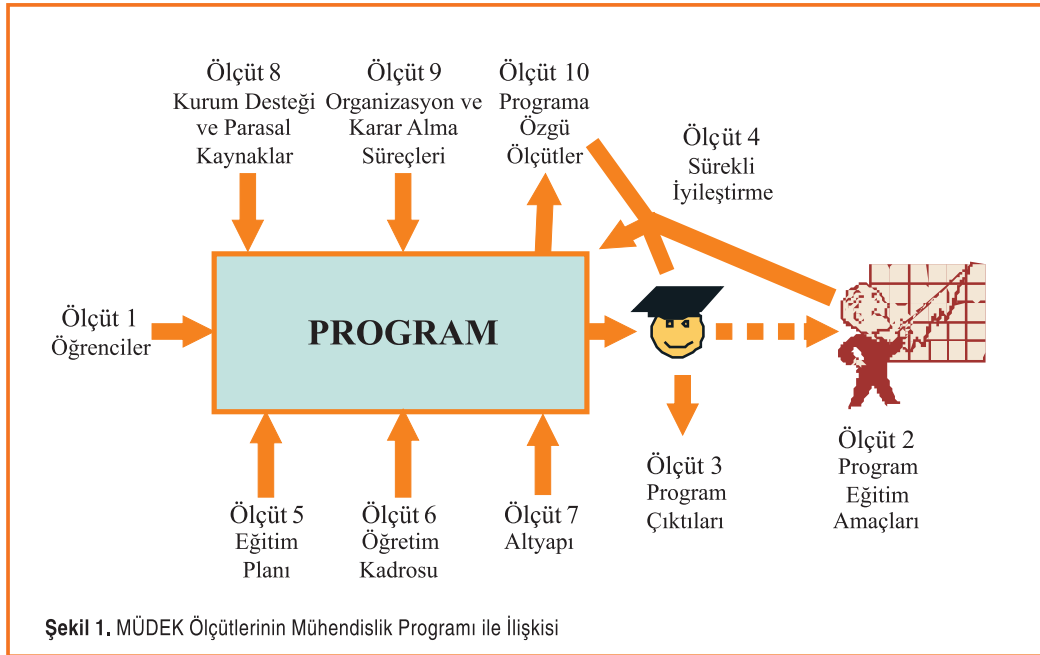 Ölçüt 8
Kurum Desteği
ve Parasal
Kaynaklar
Ölçüt 9
Organizasyon ve
Karar Alma
Süreçleri
Ölçüt 10
Programa
Özgü
Ölçütler
Ölçüt 4
Sürekli
İyileştirme
Ölçüt 1
Öğrenciler
PROGRAM
Ölçüt 5
Eğitim
Planı
Ölçüt 6
Öğretim
Kadrosu
Ölçüt 7
Altyapı
Ölçüt 3
Program
Çıktıları
Ölçüt 2
Program
Eğitim
Amaçları
Şekil 1. MÜDEK Ölçütlerinin Mühendislik Programı ile İlişkisi